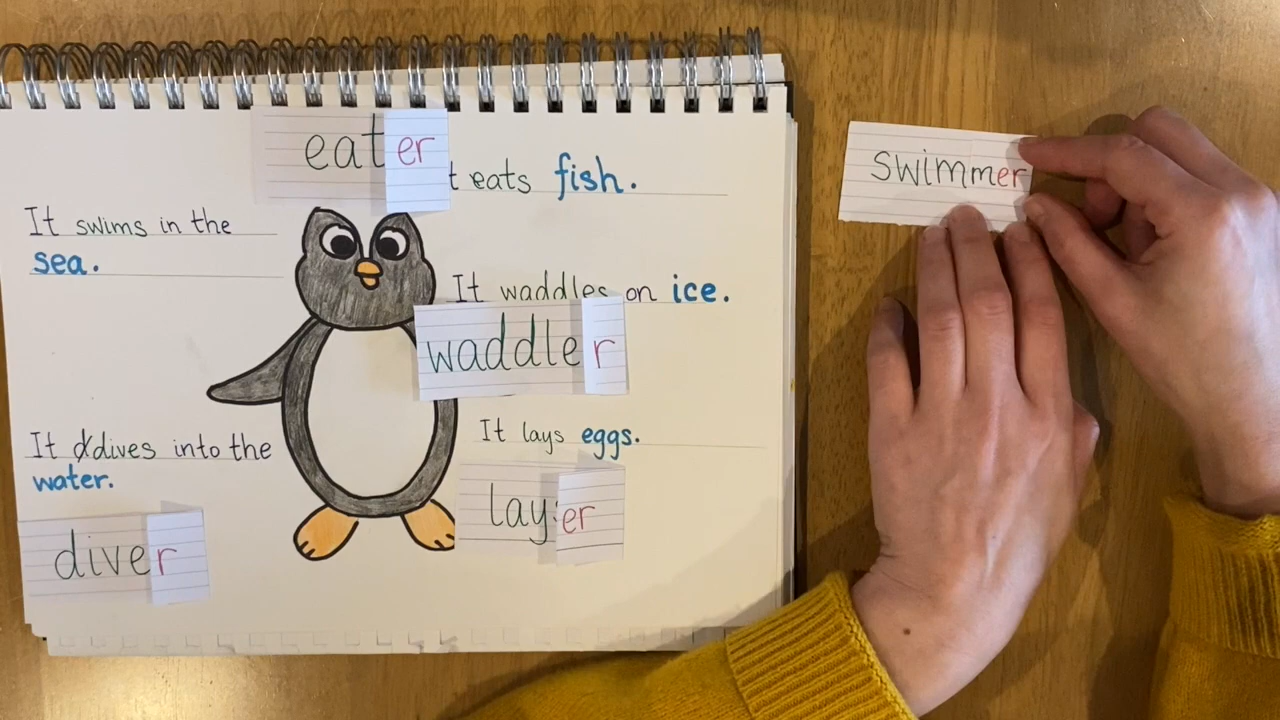 eater
t eats fish.
It swims in the
sea.
It waddles on ice.
waddler
It dives into the
water.
diver
It lays eggs.
layer
swimmer